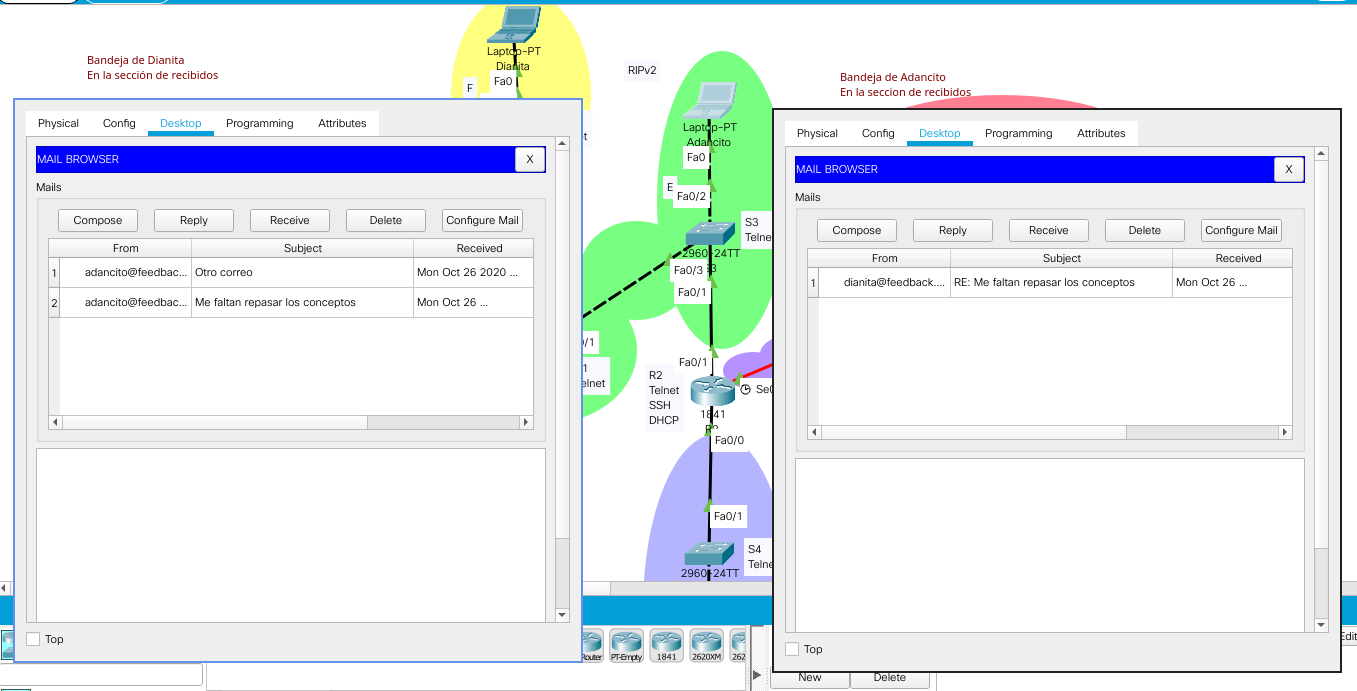 Laptop-PT
Dianita
Fa0
F
RIPv2
Bandeja de Dianita
En la sección de recibidos
Bandeja de Adancito
En la seccion de recibidos
Physical Config Desktop Programming Attributes
MAIL BROWSER X
Mails
Compose Reply Receive Delete Configure Mail
From Subject Received
1 adancito@feedbac... Otro correo Mon Oct 26 2020 ...
2 adancito@feedbac... Me faltan repasar los conceptos Mon Oct 26 ...
Top
Laptop-PT
Adancito
Fa0
E
Fa0/2
S3
Telne
2960-24TT
Fa0/3
Fa0/1
/1
1
elnet
Fa0/1
R2
Telnet
SSH
DHCP
Se0
1841
R2
Fa0/0
Fa0/1
S4
Telne
2960-24TT
Physical Config Desktop Programming Attributes
MAIL BROWSER X
Mails
Compose Reply Receive Delete Configure Mail
From Subject Received
1 dianita@feedback.... RE: Me faltan repasar los conceptos Mon Oct 26 ...
Top
Router PT-Empty 1841 2620XM 262
New Delete
Edit